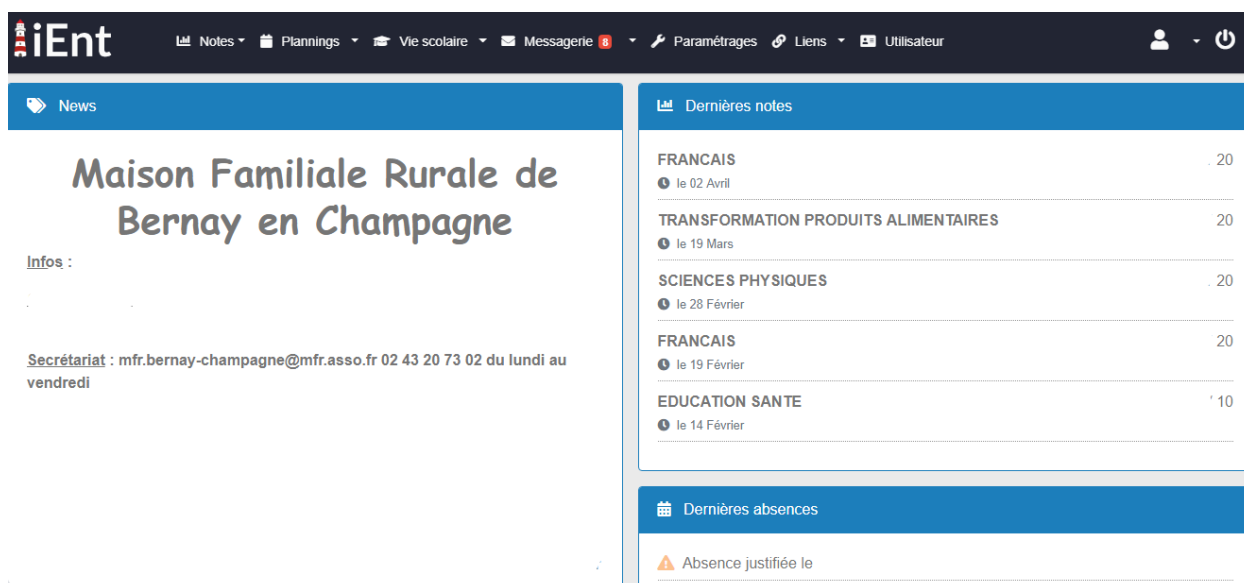 iEnt
Notes Plannings Vie scolaire Messagerie 8 Paramétrages Liens Utilisateur
News
Maison Familiale Rurale de
Bernay en Champagne
Infos :
Secrétariat : mfr.bernay-champagne@mfr.asso.fr 02 43 20 73 02 du lundi au
vendredi
Dernières notes
FRANCAIS 20
le 02 Avril
TRANSFORMATION PRODUITS ALIMENTAIRES 20
le 19 Mars
SCIENCES PHYSIQUES 20
le 28 Février
FRANCAIS 20
le 19 Février
EDUCATION SANTE 10
le 14 Février
Dernières absences
Absence justifiée le